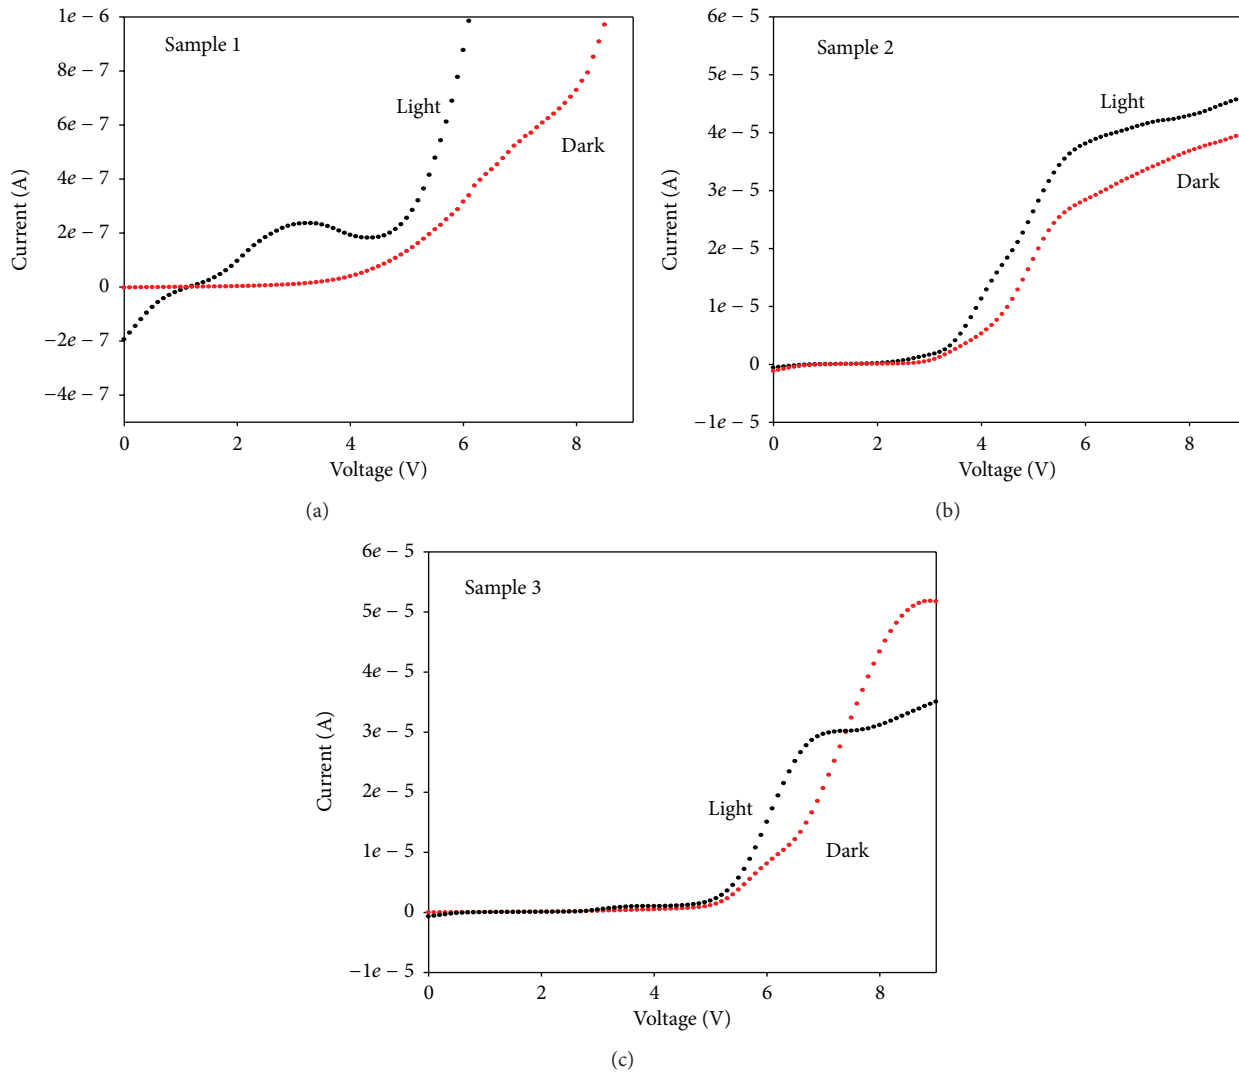 1e − 6
8e − 7
6e − 7
4e − 7
2e − 7
0
−2e − 7
−4e − 7
Current (A)
Sample 1
Light
Dark
0 2 4 6 8
Voltage (V)
(a)
6e − 5
5e − 5
4e − 5
3e − 5
2e − 5
1e − 5
0
−1e − 5
Current (A)
Sample 2
Light
Dark
0 2 4 6 8
Voltage (V)
(b)
6e − 5
5e − 5
4e − 5
3e − 5
2e − 5
1e − 5
0
−1e − 5
Current (A)
Sample 3
Light
Dark
0 2 4 6 8
Voltage (V)
(c)